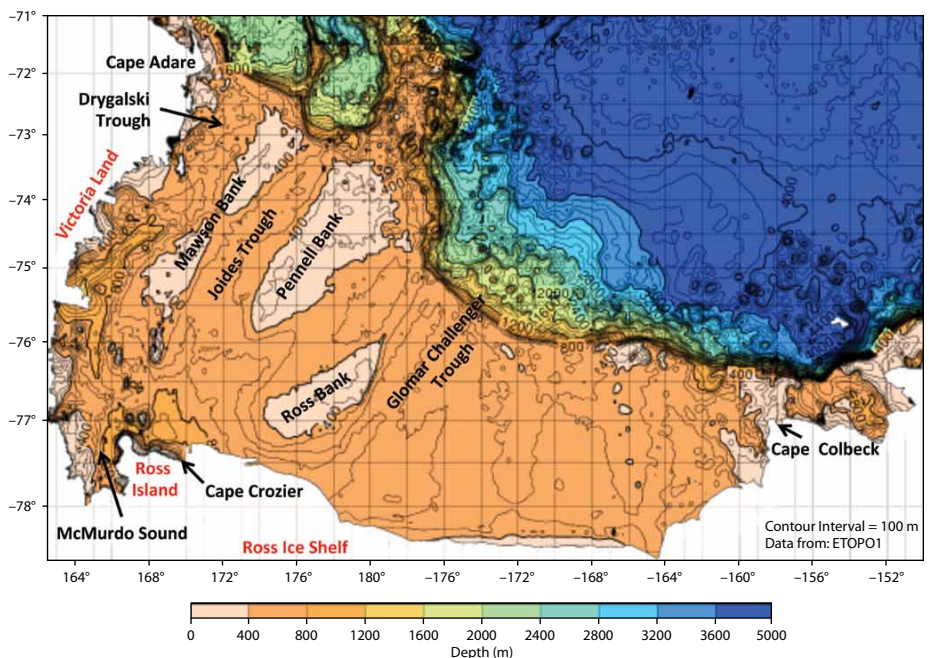 −71°
−72°
−73°
−74°
−75°
−76°
−77°
−78°
Cape Adare
Drygalski
Trough
Victoria Land
Mawson Bank
Joides Trough
Pennell Bank
Ross Bank
Glomar Challenger
Trough
Ross
Island
Cape Crozier
McMurdo Sound
Ross Ice Shelf
Cape Colbeck
800
400
Contour Interval = 100 m
Data from: ETOPO1
164° 168° 172° 176° 180° −176° −172° −168° −164° −160° −156° −152°
0 400 800 1200 1600 2000 2400 2800 3200 3600 5000
Depth (m)